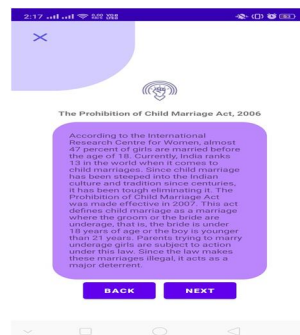 2:17
The Prohibition of Child Marriage Act, 2006
According to the International
Research Centre for Women, almost
47 percent of girls are married before
the age of 18. Currently, India ranks
13 in the world when it comes to
child marriages. Since child marriage
has been steeped into the Indian
culture and tradition since centuries,
it has been tough eliminating it. The
Prohibition of Child Marriage Act
was made effective in 2007. This act
defines child marriage as a marriage
where the groom or the bride are
underage, that is, the bride is under
18 years of age or the boy is younger
than 21 years. Parents trying to marry
underage girls are subject to action
under this law. Since the law makes
these marriages illegal, it acts as a
major deterrent.
BACK NEXT